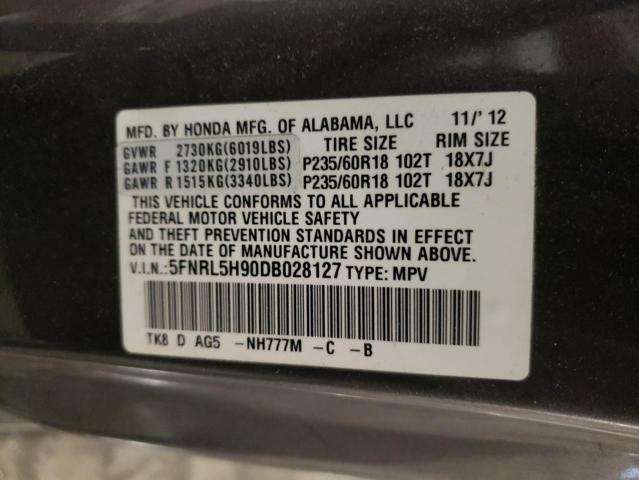 MFD. BY HONDA MFG. OF ALABAMA, LLC 11/'12
GVWR 2730KG(6019LBS) TIRE SIZE RIM SIZE
GAWR F 1320KG(2910LBS) P235/60R18 102T 18X7J
GAWR R 1515KG(3340LBS) P235/60R18 102T 18X7J
THIS VEHICLE CONFORMS TO ALL APPLICABLE
FEDERAL MOTOR VEHICLE SAFETY
AND THEFT PREVENTION STANDARDS IN EFFECT
ON THE DATE OF MANUFACTURE SHOWN ABOVE.
V.I.N.:5FNRL5H90DB028127 TYPE: MPV
TK8 D AG5 -NH777M -C -B